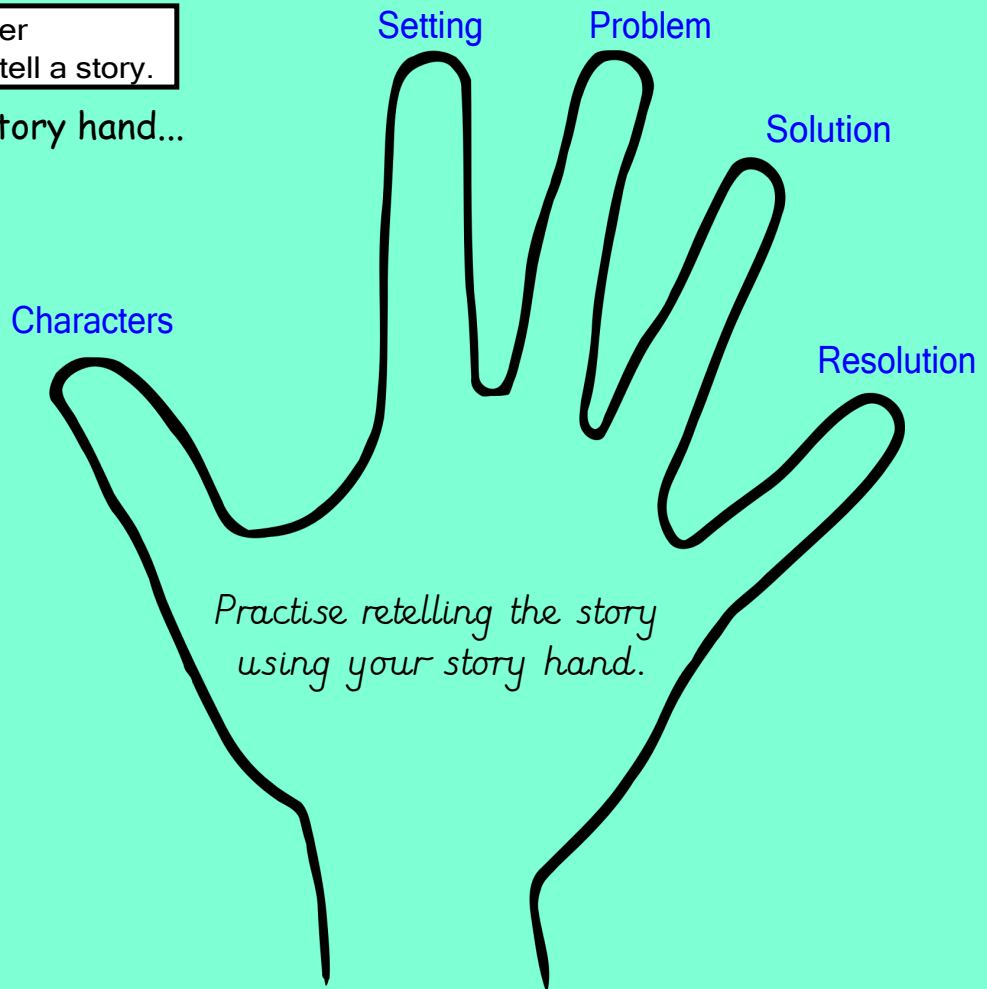 er
tell a story.
tory hand...
Setting
Problem
Solution
Characters
Resolution
Practise retelling the story
using your story hand.